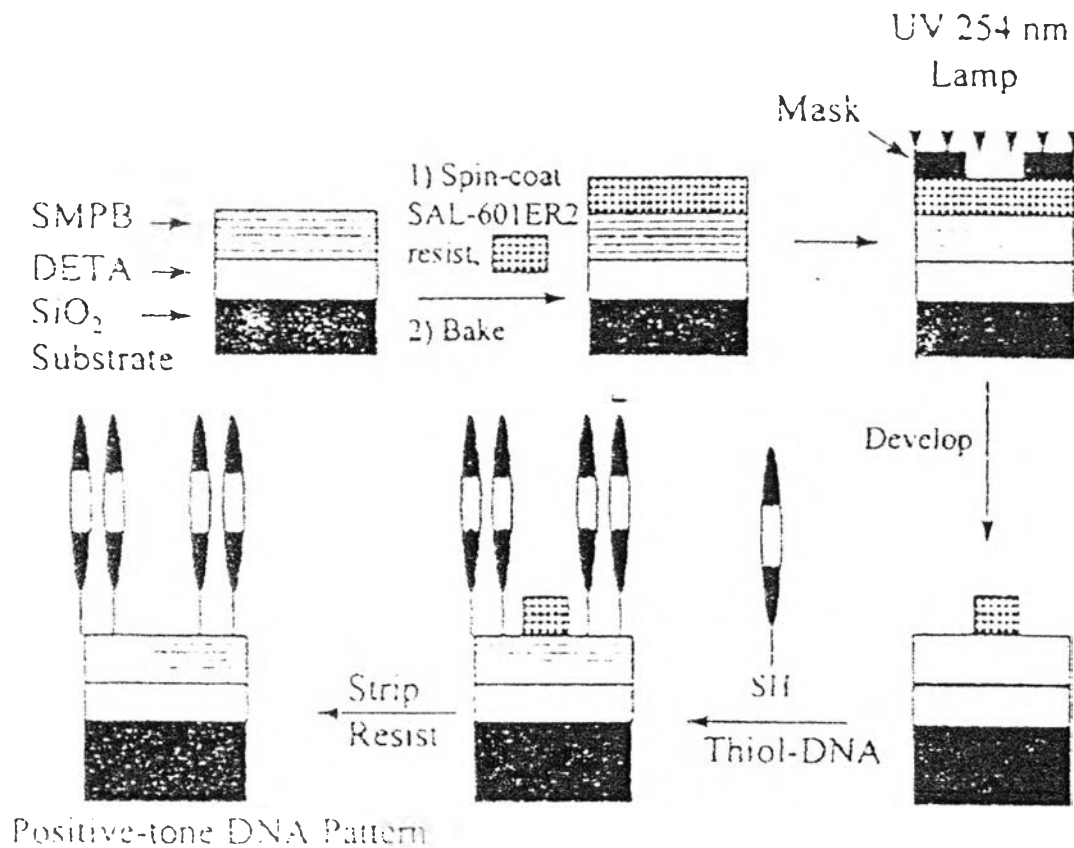 UV 254 nm
Lamp
Mask
1) Spin-coat
SAL-601ER2
resist,
2) Bake
SMPB
DETA
SiO₂
Substrate
Develop
SH
Thiol-DNA
Strip
Resist
Positive-tone DNA Pattern